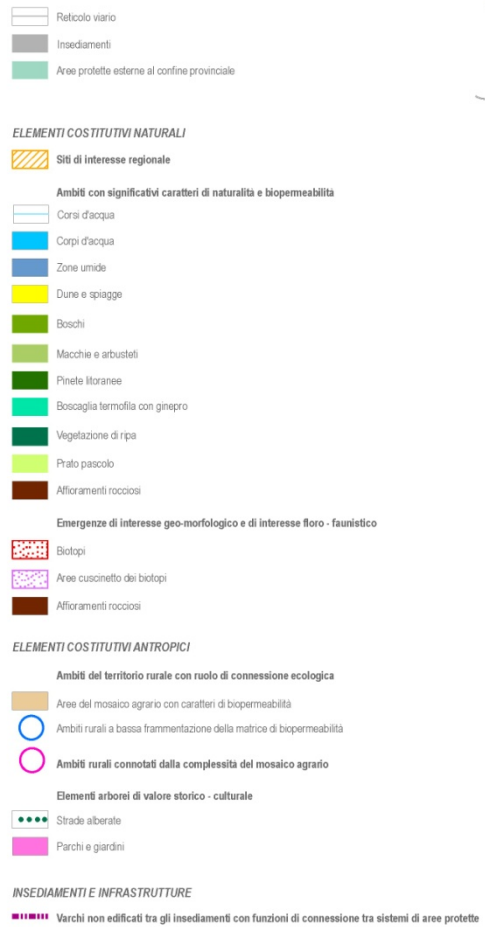 Reticolo viario
Insediamenti
Aree protette esterne al confine provinciale
ELEMENTI COSTITUTIVI NATURALI
Siti di interesse regionale
Ambiti con significativi caratteri di naturalità e biopermeabilità
Corsi d'acqua
Corpi d'acqua
Zone umide
Dune e spiagge
Boschi
Macchie e arbusteti
Pinete litoranee
Boscaglia termofila con ginepro
Vegetazione di ripa
Prato pascolo
Affioramenti rocciosi
Emergenze di interesse geo-morfologico e di interesse floro - faunistico
Biotopi
Aree cuscinetto dei biotopi
Affioramenti rocciosi
ELEMENTI COSTITUTIVI ANTROPICI
Ambiti del territorio rurale con ruolo di connessione ecologica
Aree del mosaico agrario con caratteri di biopermeabilità
Ambiti rurali a bassa frammentazione della matrice di biopermeabilità
Ambiti rurali connotati dalla complessità del mosaico agrario
Elementi arborei di valore storico - culturale
Strade alberate
Parchi e giardini
INSEDIAMENTI E INFRASTRUTTURE
Varchi non edificati tra gli insediamenti con funzioni di connessione tra sistemi di aree protette